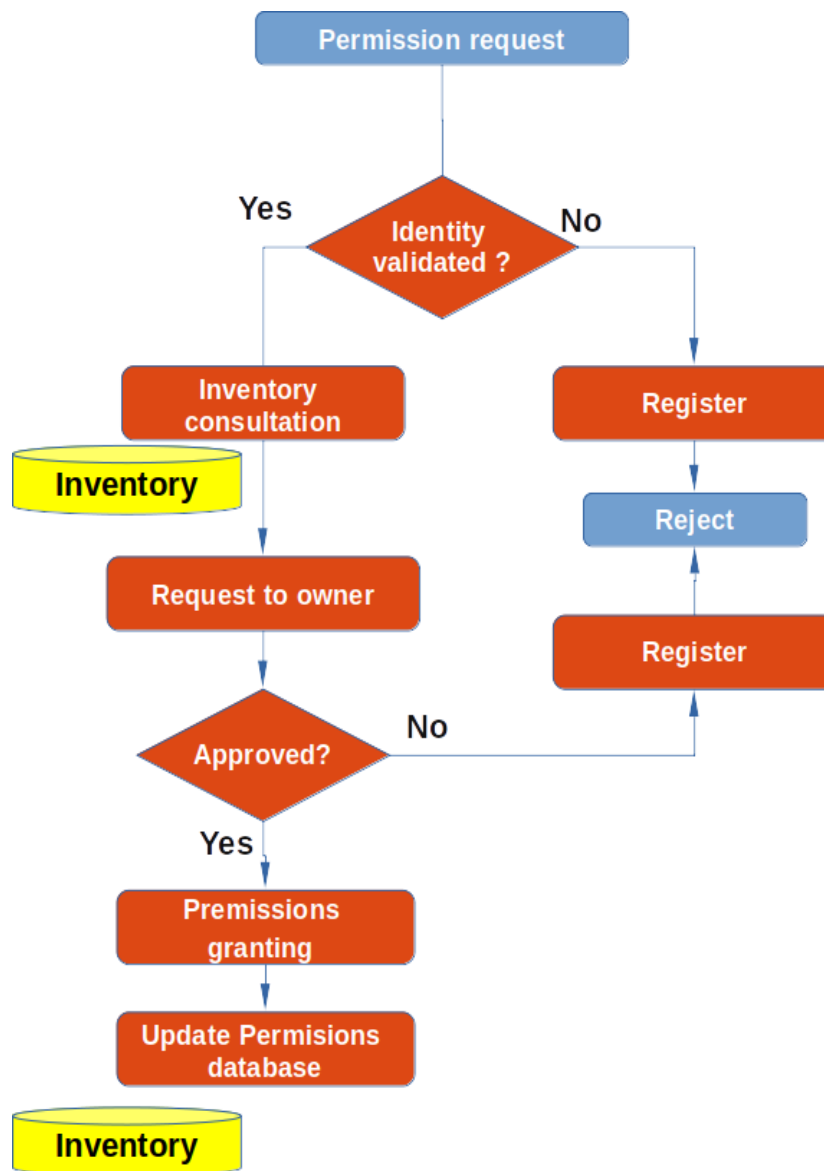 Permission request
Yes
No
Identity
validated ?
Inventory
consultation
Register
Inventory
Reject
Request to owner
Register
No
Approved?
Yes
Premissions
granting
Update Permisions
database
Inventory